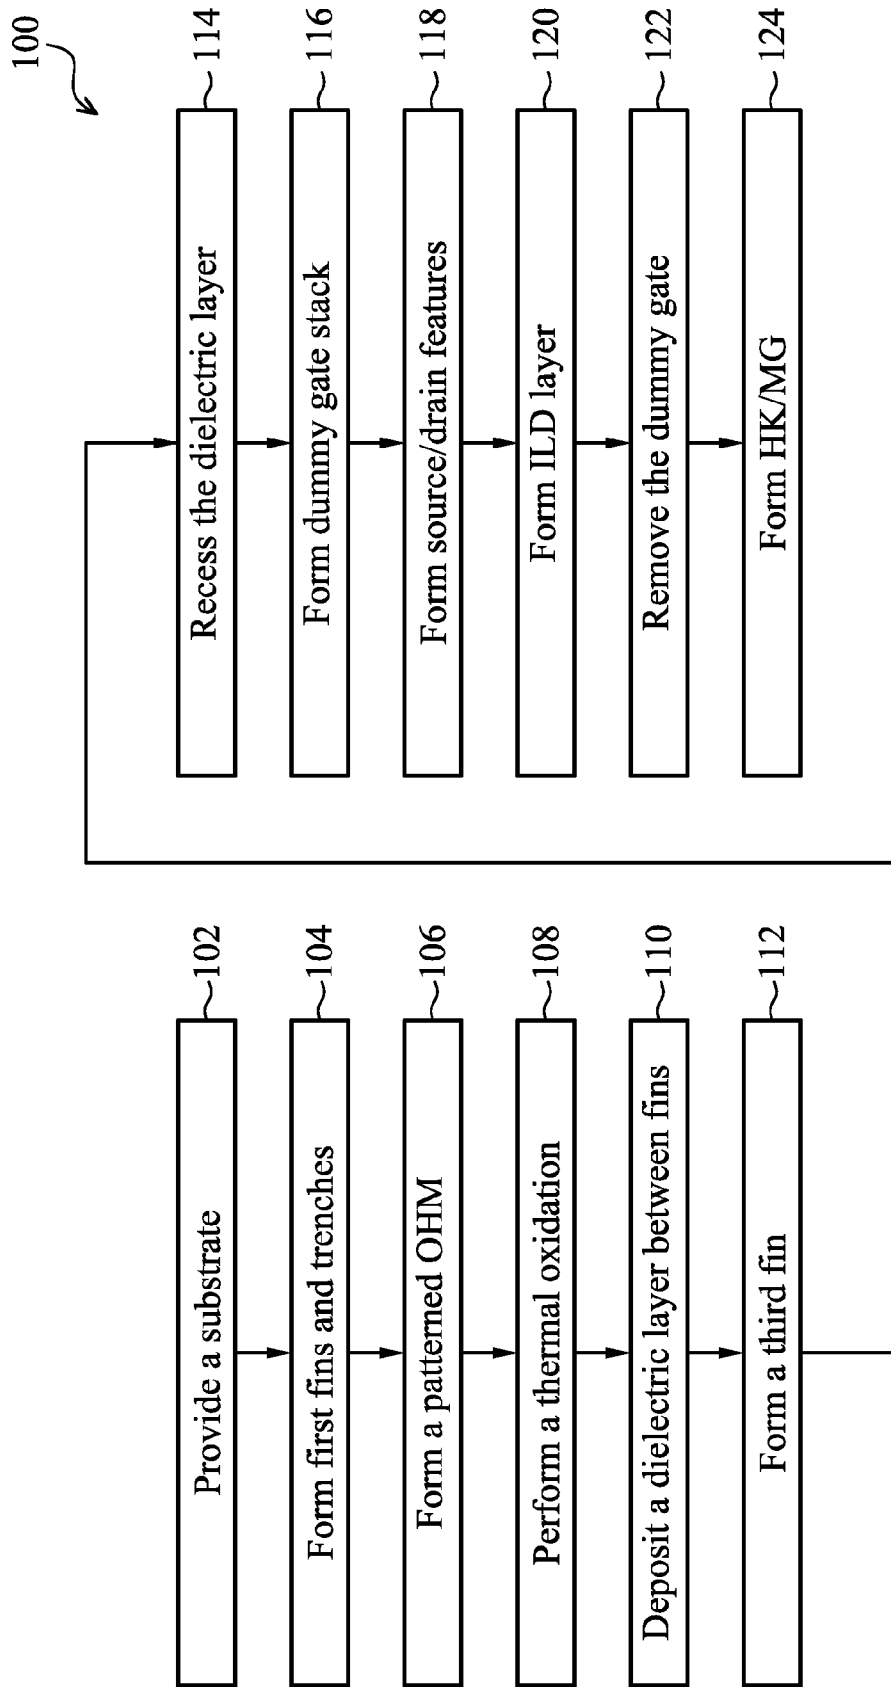 100
Provide a substrate 102
Form first fins and trenches 104
Form a patterned OHM 106
Perform a thermal oxidation 108
Deposit a dielectric layer between fins 110
Form a third fin 112
Recess the dielectric layer 114
Form dummy gate stack 116
Form source/drain features 118
Form ILD layer 120
Remove the dummy gate 122
Form HK/MG 124